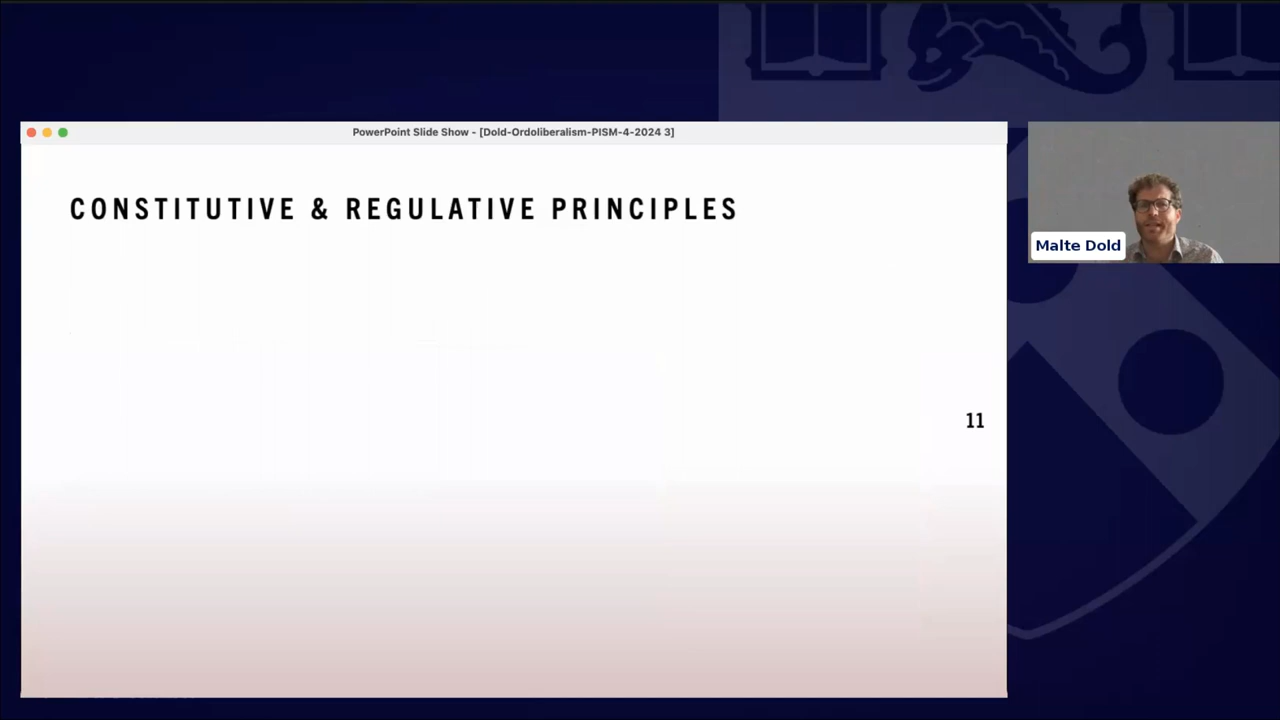 PowerPoint Slide Show - [Dold-Ordoliberalism-PISM-4-2024 3]
CONSTITUTIVE & REGULATIVE PRINCIPLES
Malte Dold
11